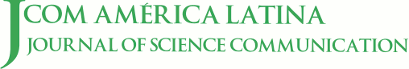 JCOM AMÉRICA LATINA
JOURNAL OF SCIENCE COMMUNICATION